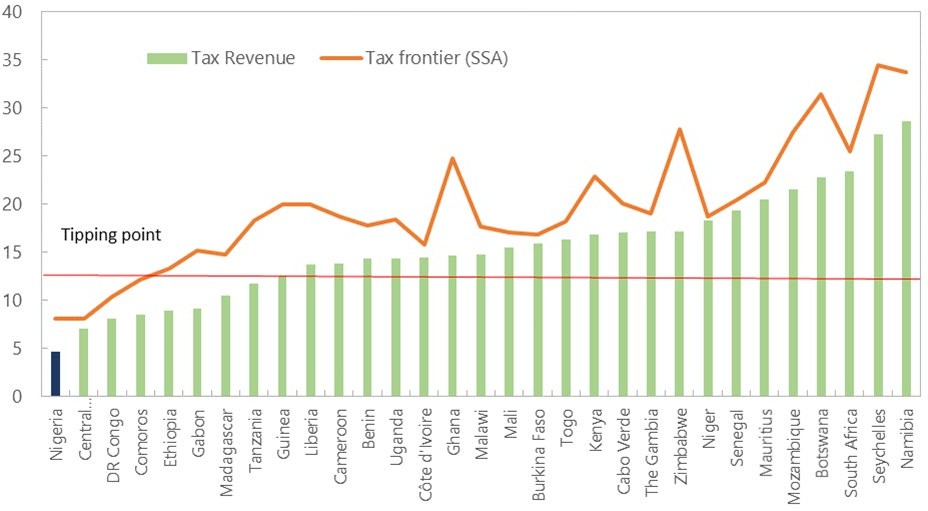 40
Tax Revenue
Tax frontier (SSA)
35
30
25
20
Tipping point
15
10
5
0
Nigeria
Central...
DR Congo
Comoros
Ethiopia
Gabon
Madagascar
Tanzania
Guinea
Liberia
Cameroon
Benin
Uganda
Côte d'Ivoire
Ghana
Malawi
Mali
Burkina Faso
Togo
Kenya
Cabo Verde
The Gambia
Zimbabwe
Niger
Senegal
Mauritius
Mozambique
Botswana
South Africa
Seychelles
Namibia